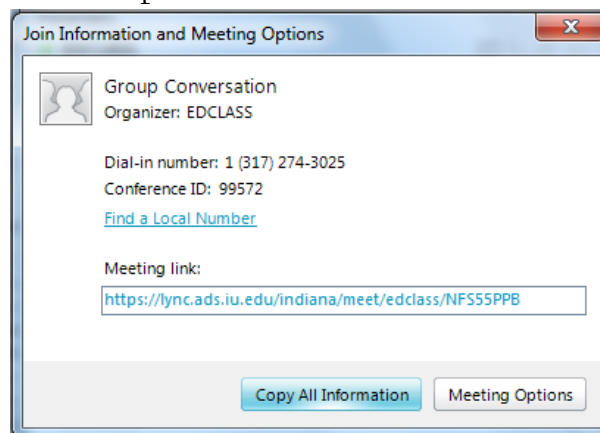 Join Information and Meeting Options
Group Conversation
Organizer: EDCLASS
Dial-in number: 1 (317) 274-3025
Conference ID: 99572
Find a Local Number
Meeting link:
https://lync.ads.iu.edu/indiana/meet/edclass/NFS55PPB
Copy All Information
Meeting Options